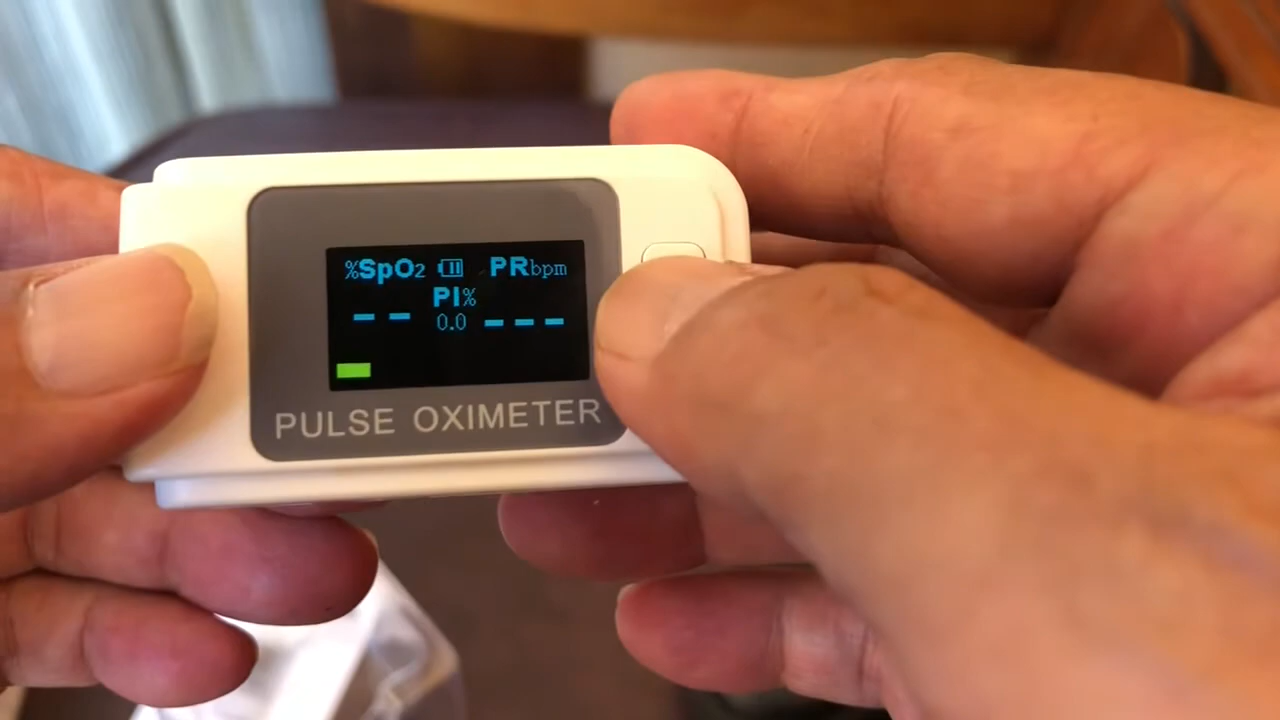 %SpO2 PRbpm
PI%
-- 0.0 ---
PULSE OXIMETER